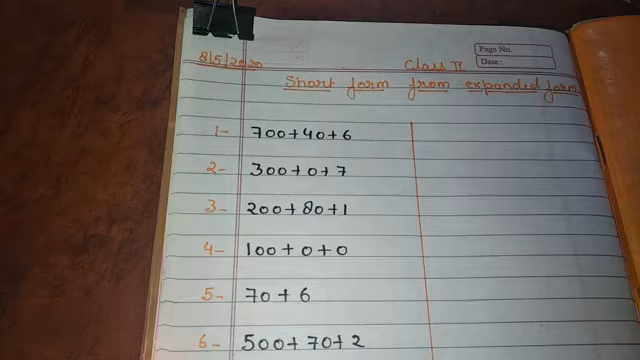 Page No.
Date :
8/5/2020 Class II
Short form from expanded form
1- 700+40+6
2- 300+0+7
3- 200+80+1
4- 100+0+0
5- 70+6
6- 500+70+2